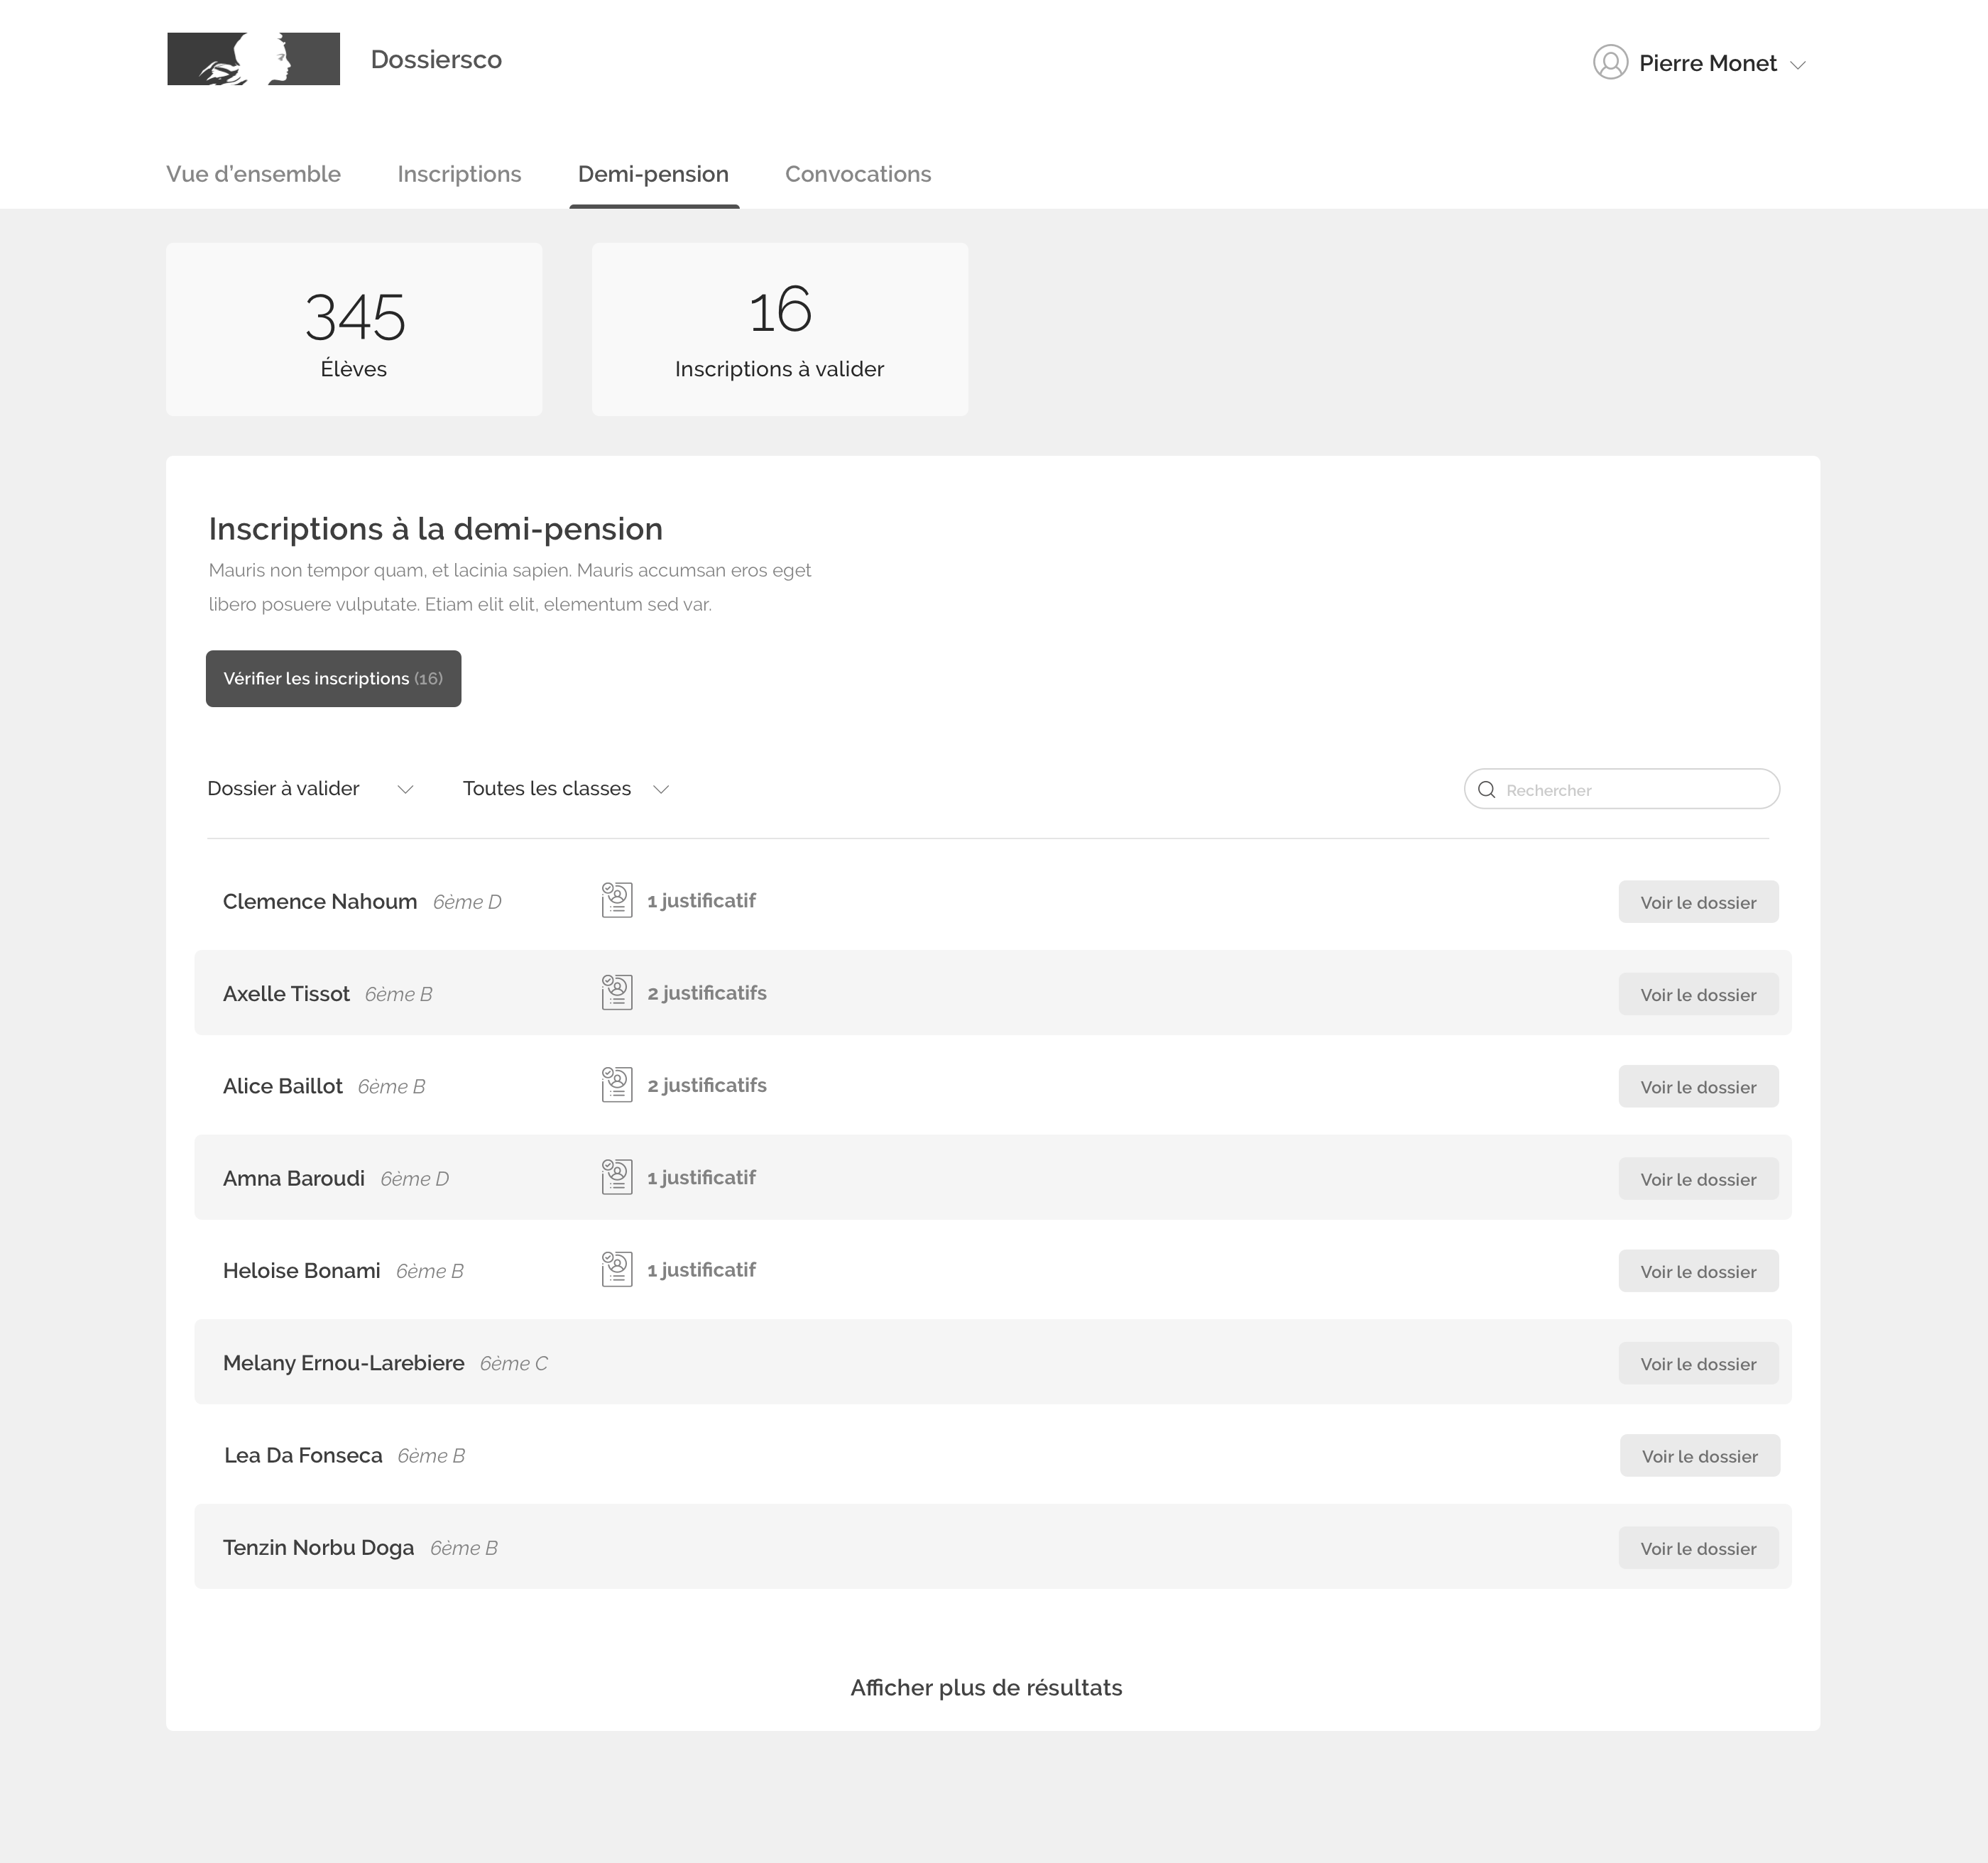 Dossiersco
Pierre Monet
Vue d’ensemble
Inscriptions
Demi-pension
Convocations
345
Élèves
16
Inscriptions à valider
Inscriptions à la demi-pension
Mauris non tempor quam, et lacinia sapien. Mauris accumsan eros eget
libero posuere vulputate. Etiam elit elit, elementum sed var.
Vérifier les inscriptions (16)
Dossier à valider
Toutes les classes
Rechercher
Clemence Nahoum 6ème D 1 justificatif Voir le dossier
Axelle Tissot 6ème B 2 justificatifs Voir le dossier
Alice Baillot 6ème B 2 justificatifs Voir le dossier
Amna Baroudi 6ème D 1 justificatif Voir le dossier
Heloise Bonami 6ème B 1 justificatif Voir le dossier
Melany Ernou-Larebiere 6ème C Voir le dossier
Lea Da Fonseca 6ème B Voir le dossier
Tenzin Norbu Doga 6ème B Voir le dossier
Afficher plus de résultats